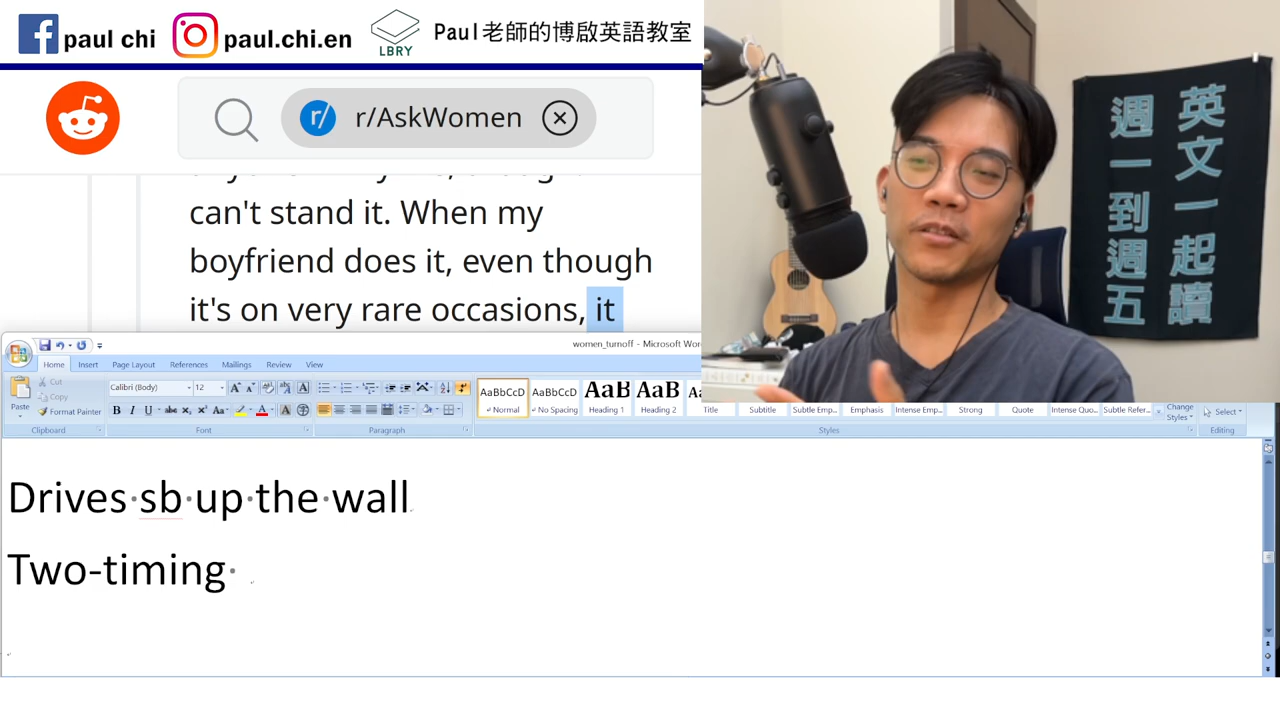 paul chi
paul.chi.en
LBRY
Paul老師的博啟英語教室
r/
r/AskWomen
can't stand it. When my
boyfriend does it, even though
it's on very rare occasions, it
women_turnoff - Microsoft Wor
Home Insert Page Layout References Mailings Review View
Paste
Cut
Copy
Format Painter
Clipboard
Calibri (Body) 12
Font
Paragraph
AaBbCcD AaBbCcD AaB AaB
Normal No Spacing Heading 1 Heading 2 Title Subtitle Subtle Emp... Emphasis Intense Emp... Strong Quote Intense Quo... Subtle Refer...
Styles
Change
Styles
Select
Editing
Drives sb up the wall
Two-timing
英文一起讀
週一到週五